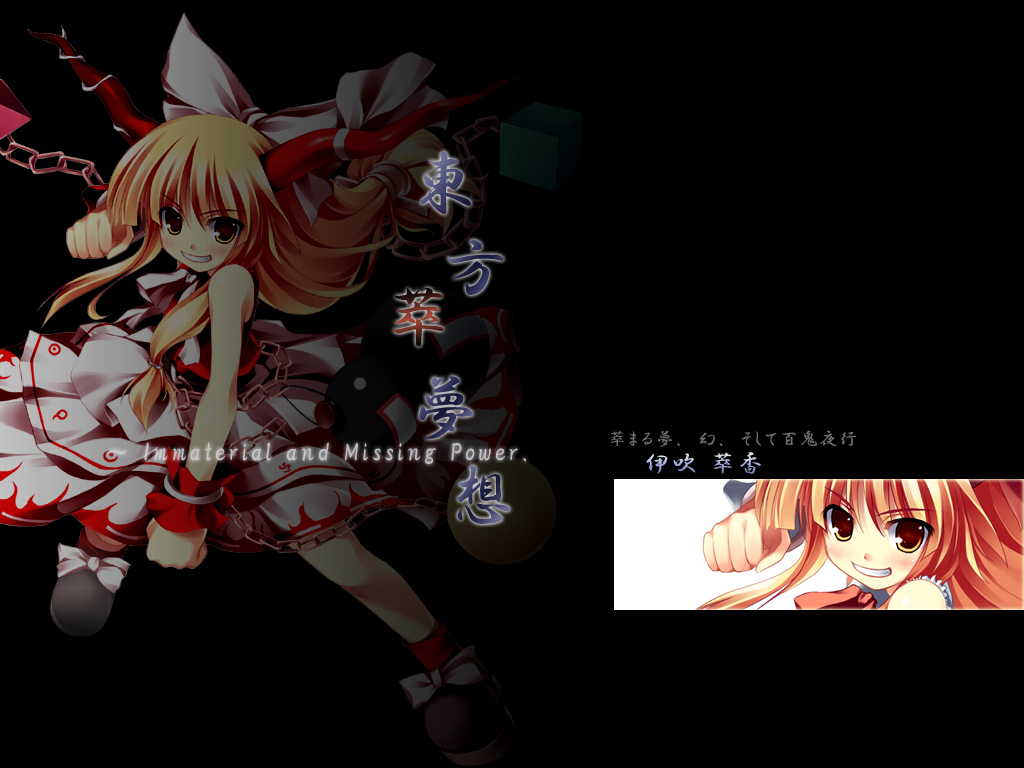 東方萃夢想
~ Immaterial and Missing Power.
萃まる夢、幻、そして百鬼夜行
伊吹 萃香